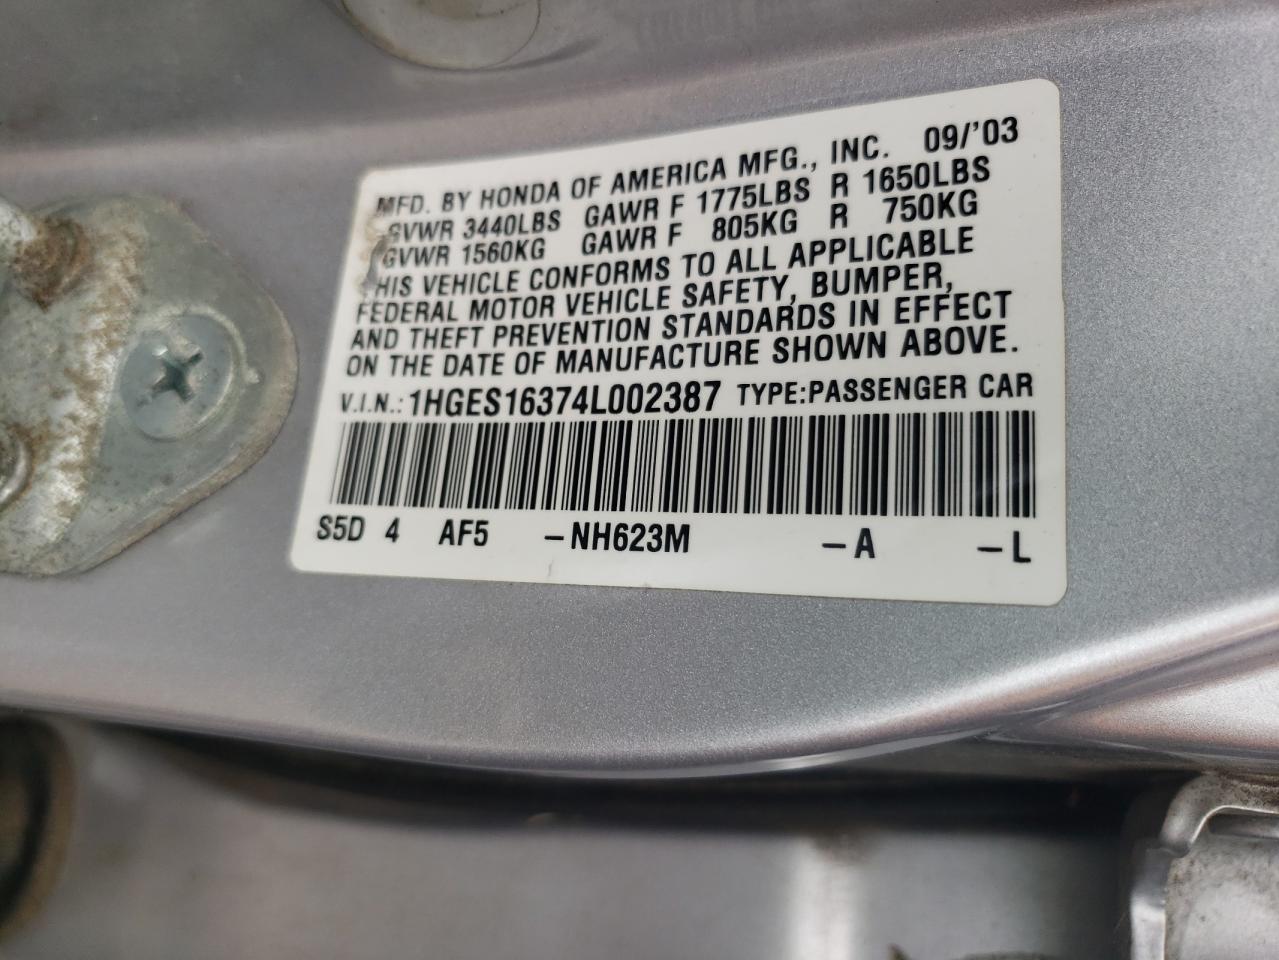 MFD. BY HONDA OF AMERICA MFG., INC. 09/'03
GVWR 3440LBS GAWR F 1775LBS R 1650LBS
GVWR 1560KG GAWR F 805KG R 750KG
THIS VEHICLE CONFORMS TO ALL APPLICABLE
FEDERAL MOTOR VEHICLE SAFETY, BUMPER,
AND THEFT PREVENTION STANDARDS IN EFFECT
ON THE DATE OF MANUFACTURE SHOWN ABOVE.
V.I.N.: 1HGES16374L002387 TYPE:PASSENGER CAR
S5D 4 AF5 -NH623M -A -L